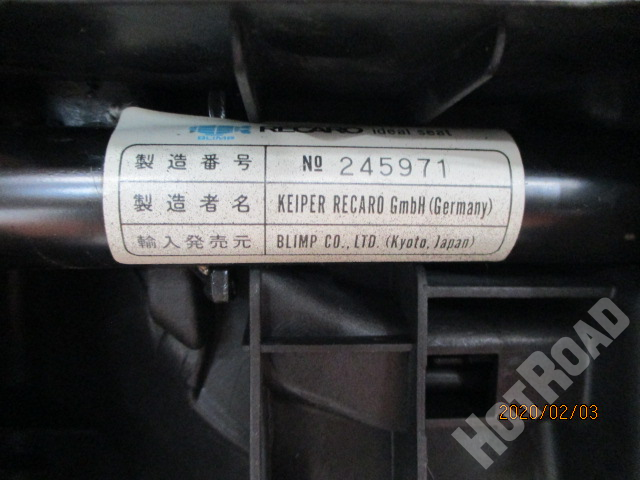 BLIMP RECARO ideal seat
製造番号 № 245971
製造者名 KEIPER RECARO GmbH (Germany)
輸入発売元 BLIMP CO., LTD. (Kyoto, Japan)
HOTROAD
2020/02/03